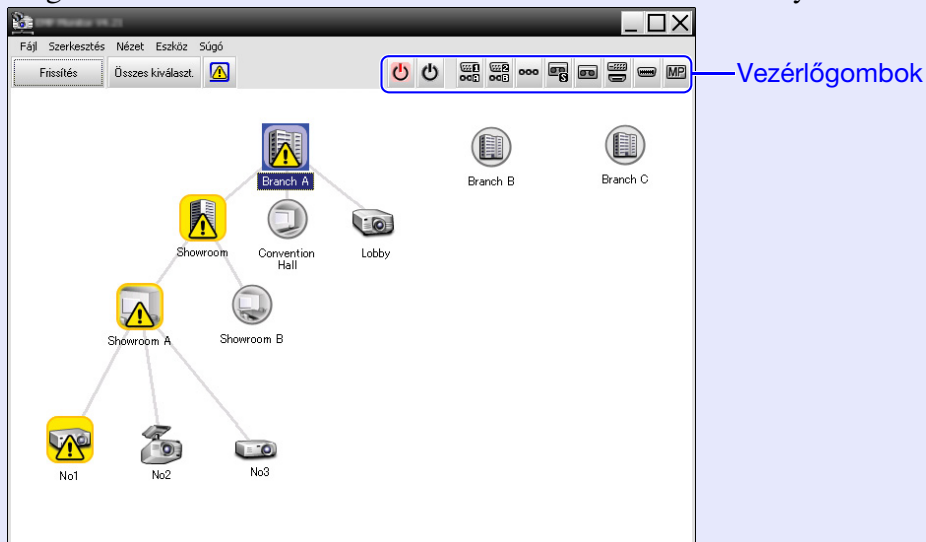 Fájl Szerkesztés Nézet Eszköz Súgó
Frissítés Összes kiválaszt. MP
Vezérlőgombok
Branch A
Branch B
Branch C
Showroom
Convention
Hall
Lobby
Showroom A
Showroom B
No1
No2
No3